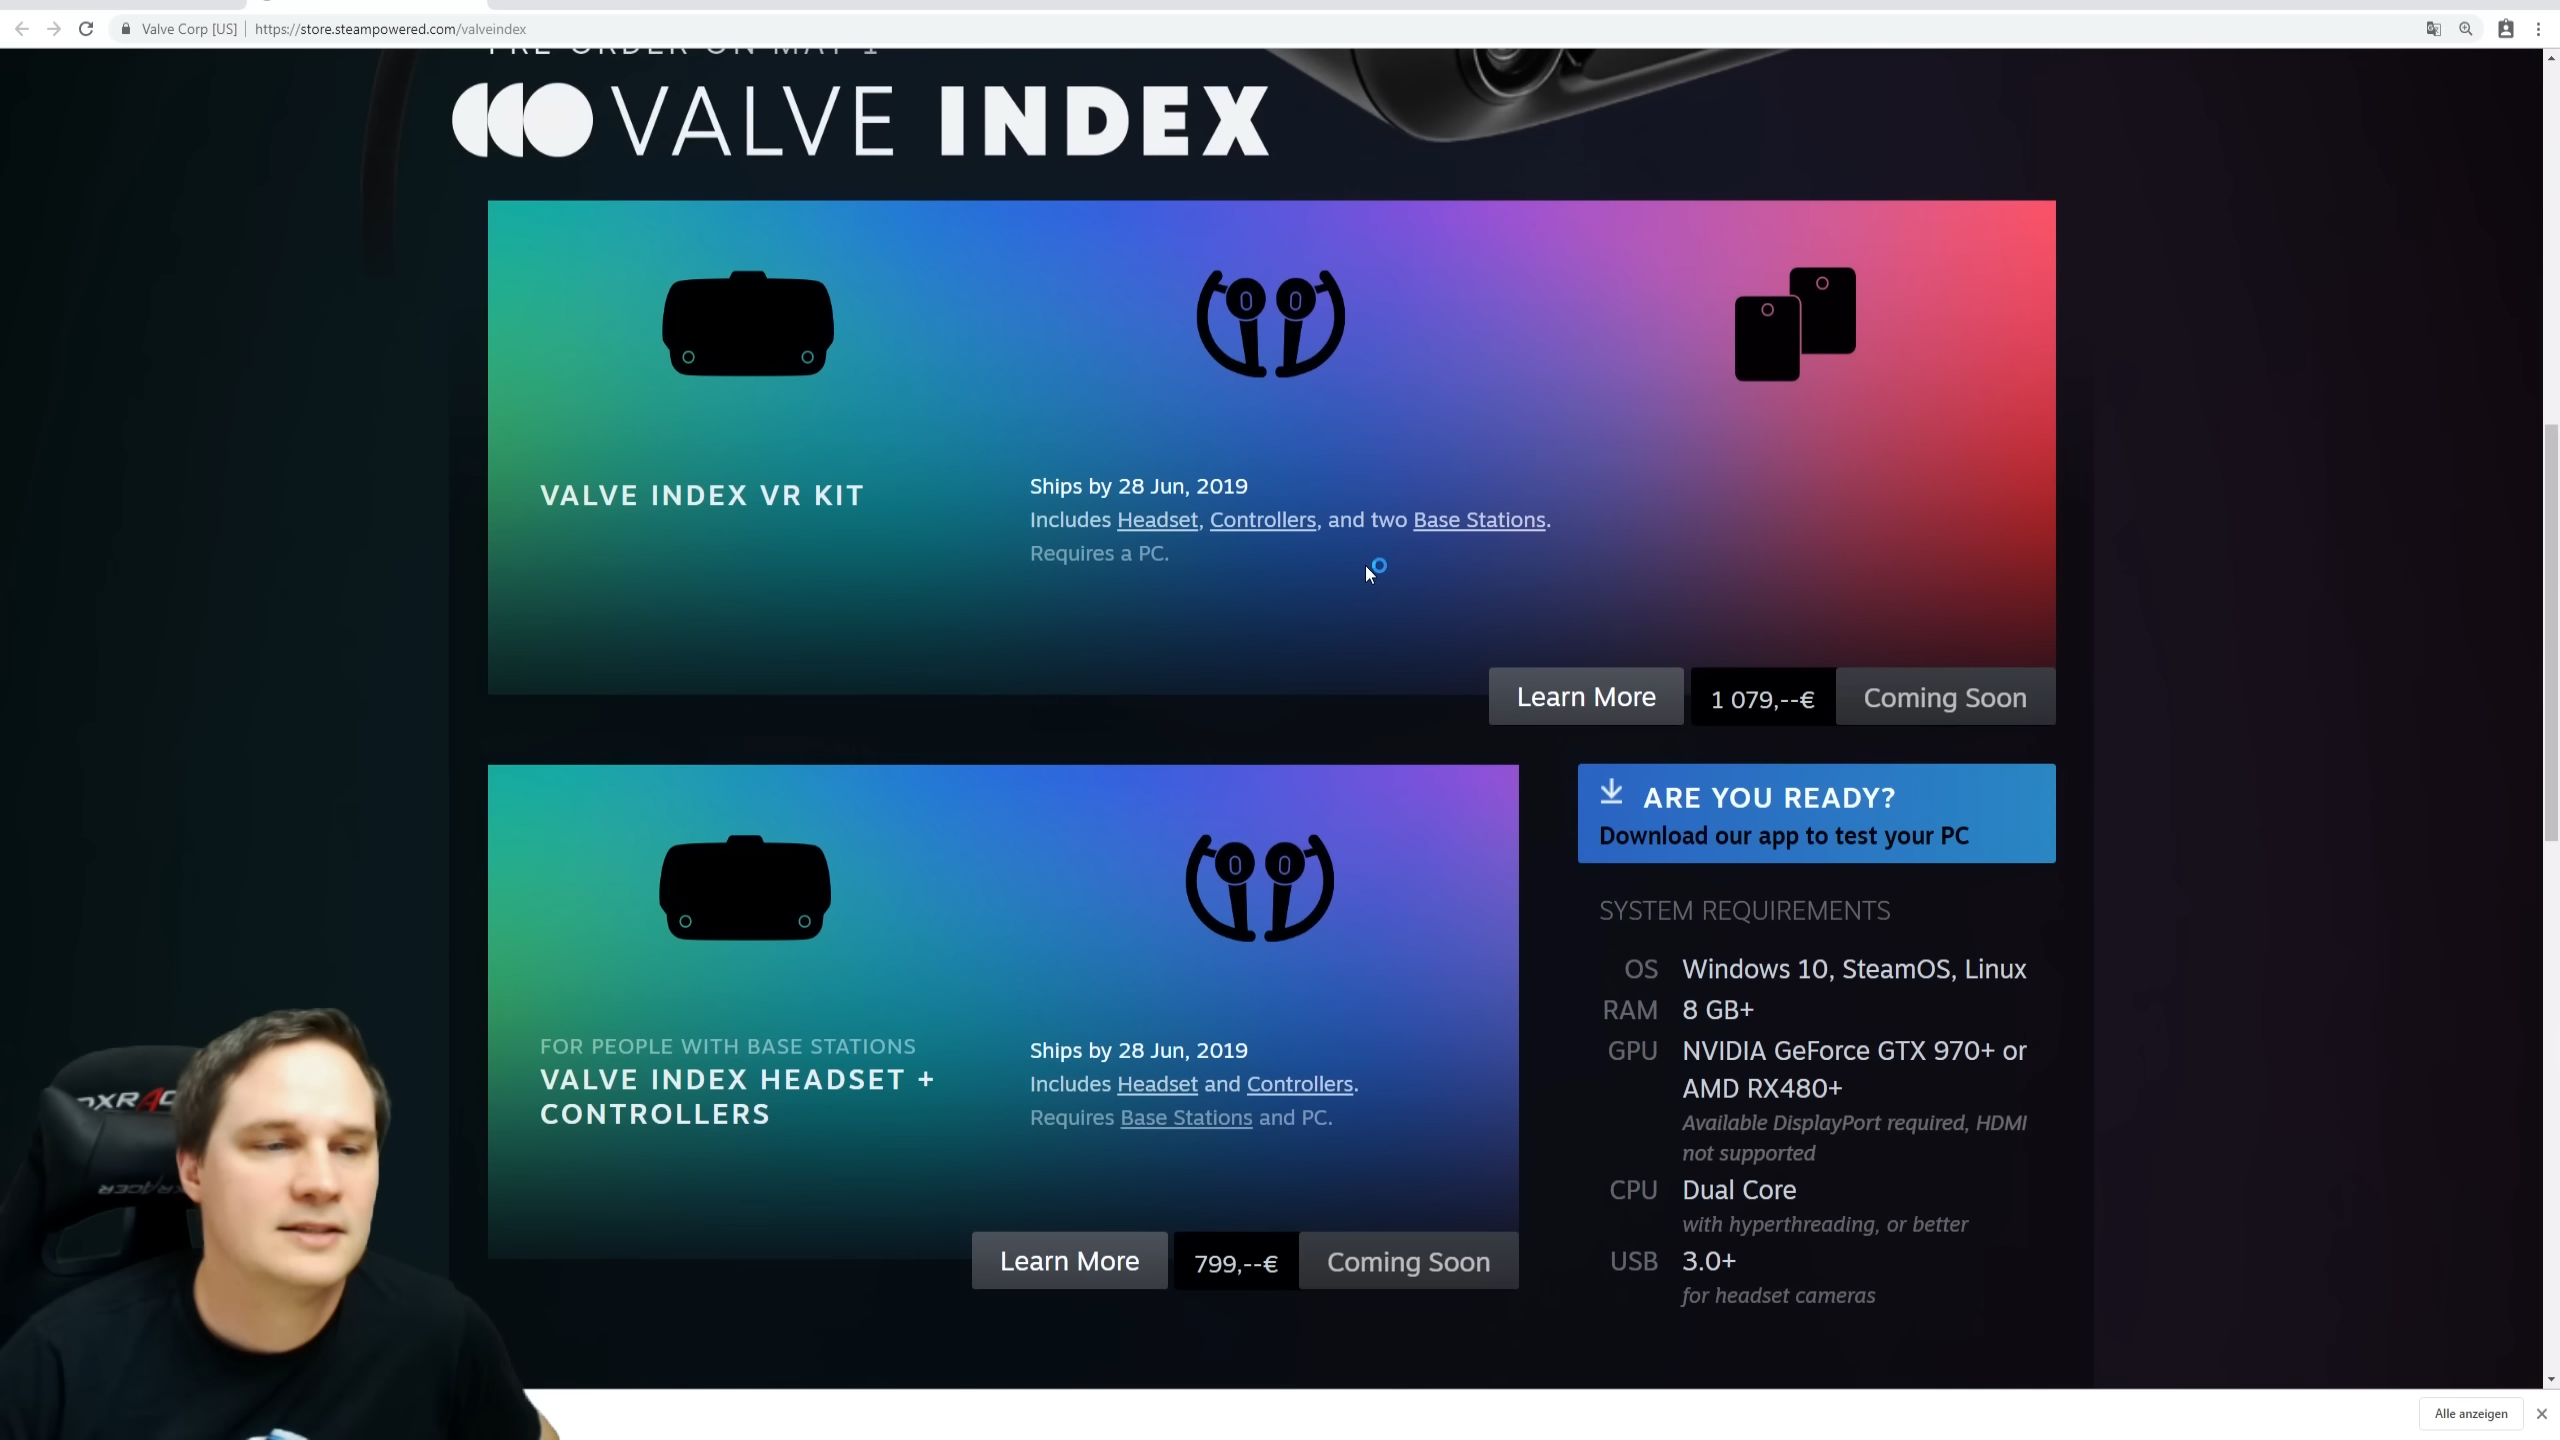 Valve Corp [US] https://store.steampowered.com/valveindex
PRE-ORDER ON MAY 1
VALVE INDEX
VALVE INDEX VR KIT
Ships by 28 Jun, 2019
Includes Headset, Controllers, and two Base Stations.
Requires a PC.
Learn More 1 079,--€ Coming Soon
FOR PEOPLE WITH BASE STATIONS
VALVE INDEX HEADSET +
CONTROLLERS
Ships by 28 Jun, 2019
Includes Headset and Controllers.
Requires Base Stations and PC.
Learn More 799,--€ Coming Soon
ARE YOU READY?
Download our app to test your PC
SYSTEM REQUIREMENTS
OS Windows 10, SteamOS, Linux
RAM 8 GB+
GPU NVIDIA GeForce GTX 970+ or
AMD RX480+
Available DisplayPort required, HDMI
not supported
CPU Dual Core
with hyperthreading, or better
USB 3.0+
for headset cameras
Alle anzeigen